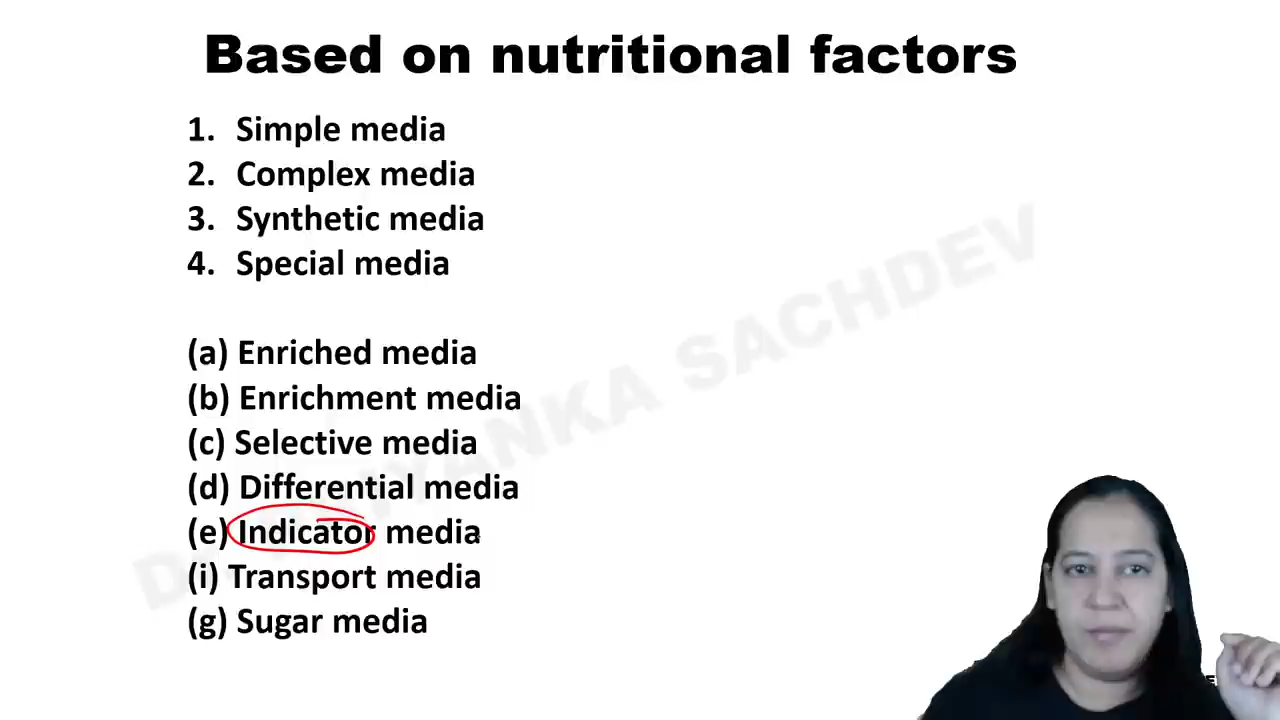 Based on nutritional factors
1. Simple media
2. Complex media
3. Synthetic media
4. Special media
(a) Enriched media
(b) Enrichment media
(c) Selective media
(d) Differential media
(e) Indicator media
(i) Transport media
(g) Sugar media
SACHDEV